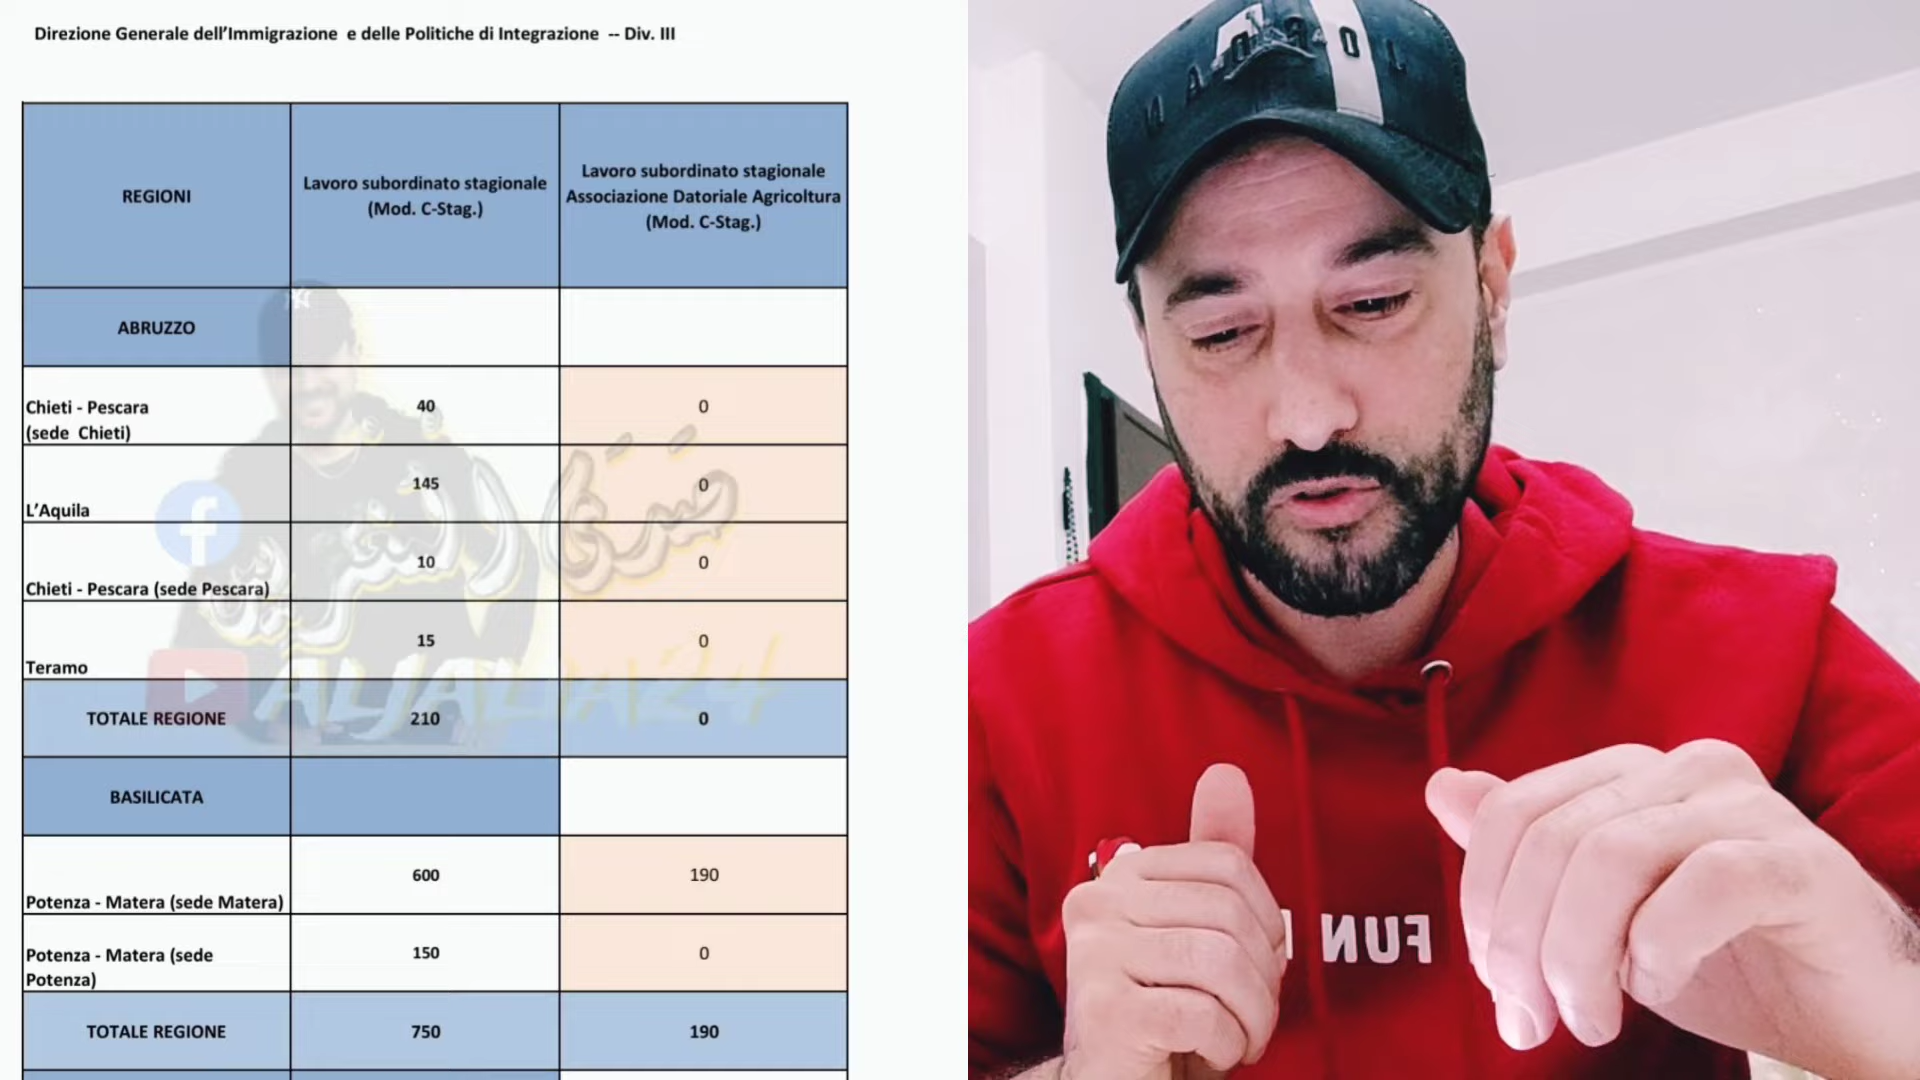 Direzione Generale dell'Immigrazione e delle Politiche di Integrazione -- Div. III
REGIONI
Lavoro subordinato stagionale
(Mod. C-Stag.)
Lavoro subordinato stagionale
Associazione Datoriale Agricoltura
(Mod. C-Stag.)
ABRUZZO
Chieti - Pescara
(sede Chieti)
40
0
L'Aquila
145
0
Chieti - Pescara (sede Pescara)
10
0
Teramo
15
0
TOTALE REGIONE
210
0
BASILICATA
Potenza - Matera (sede Matera)
600
190
Potenza - Matera (sede
Potenza)
150
0
TOTALE REGIONE
750
190
ALJALIA24
FUN